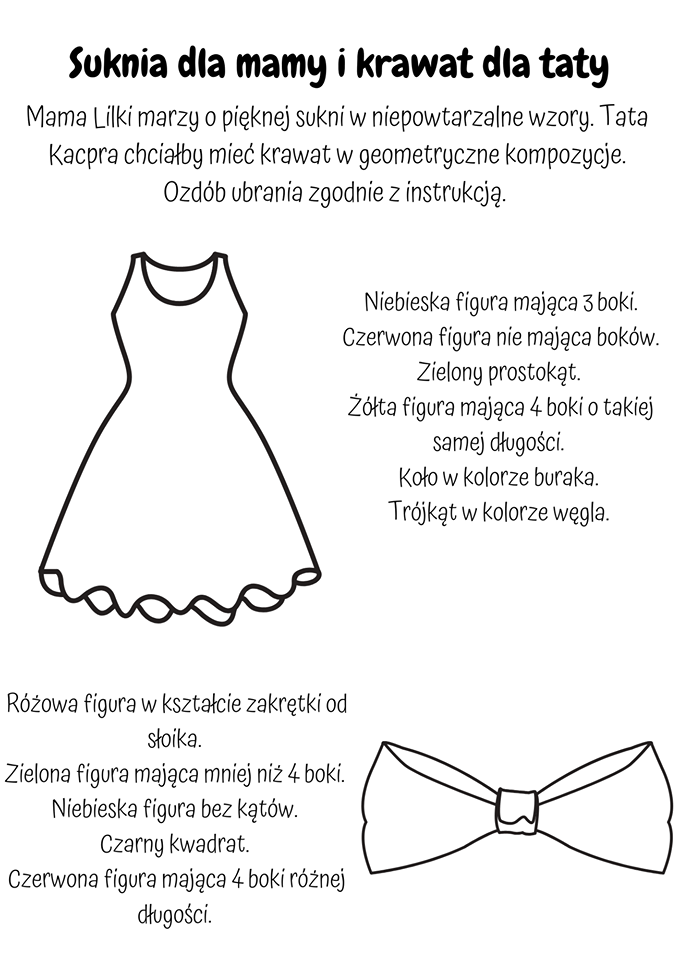 Suknia dla mamy i krawat dla taty
Mama Lilki marzy o pięknej sukni w niepowtarzalne wzory. Tata
Kacpra chciałby mieć krawat w geometryczne kompozycje.
Ozdób ubrania zgodnie z instrukcją.
Niebieska figura mająca 3 boki.
Czerwona figura nie mająca boków.
Zielony prostokąt.
Żółta figura mająca 4 boki o takiej
samej długości.
Koło w kolorze buraka.
Trójkąt w kolorze węgla.
Różowa figura w kształcie zakrętki od
słoika.
Zielona figura mająca mniej niż 4 boki.
Niebieska figura bez kątów.
Czarny kwadrat.
Czerwona figura mająca 4 boki różnej
długości.